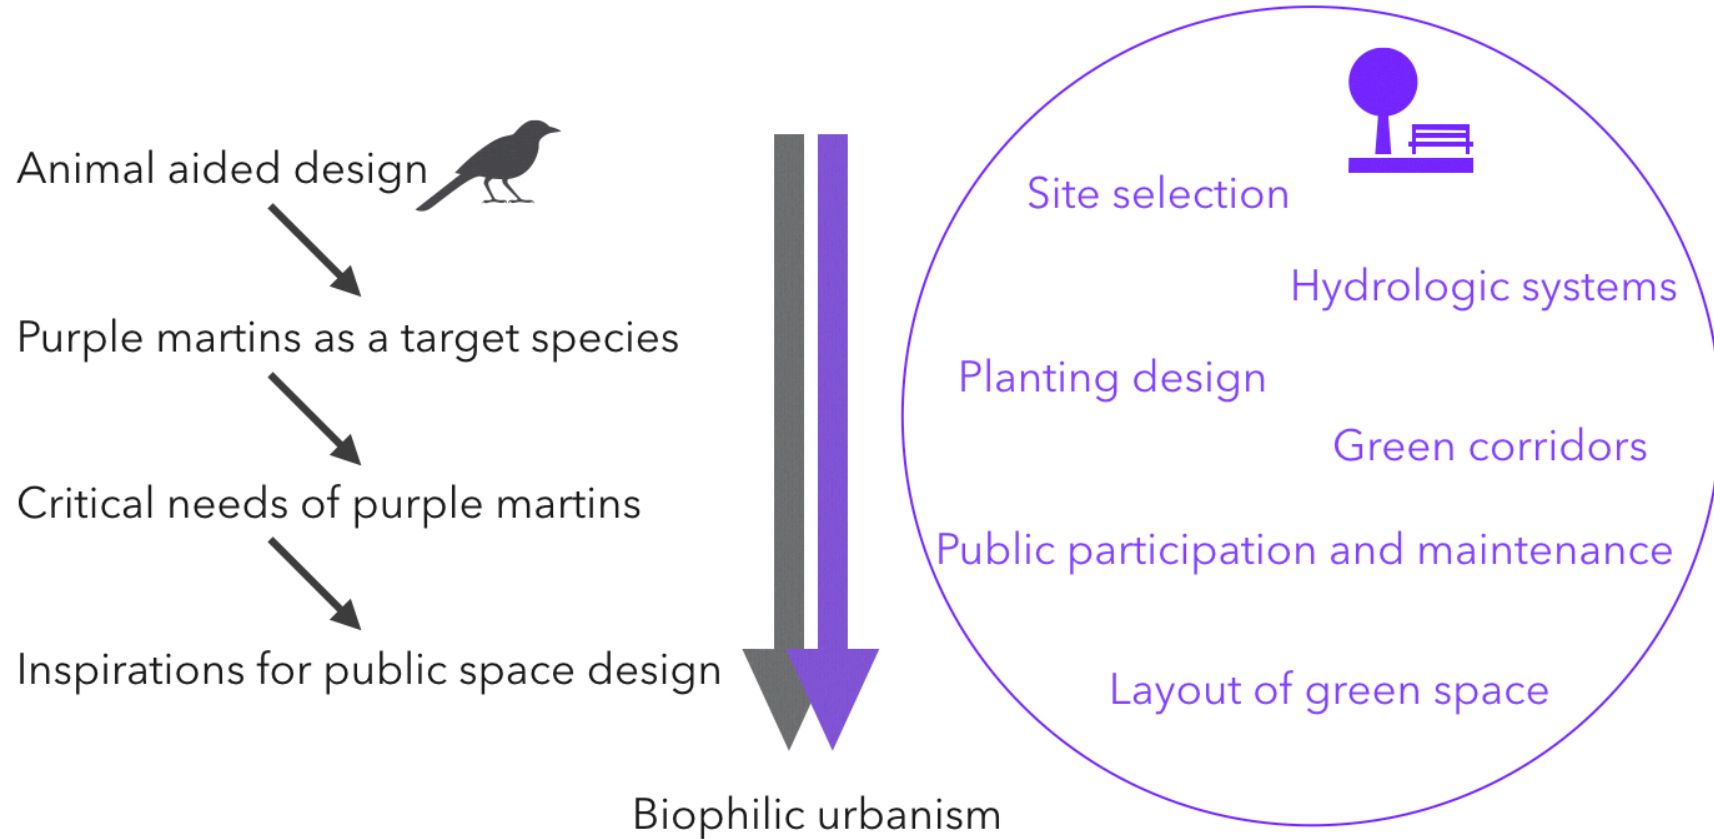 Animal aided design
Purple martins as a target species
Critical needs of purple martins
Inspirations for public space design
Site selection
Hydrologic systems
Planting design
Green corridors
Public participation and maintenance
Layout of green space
Biophilic urbanism